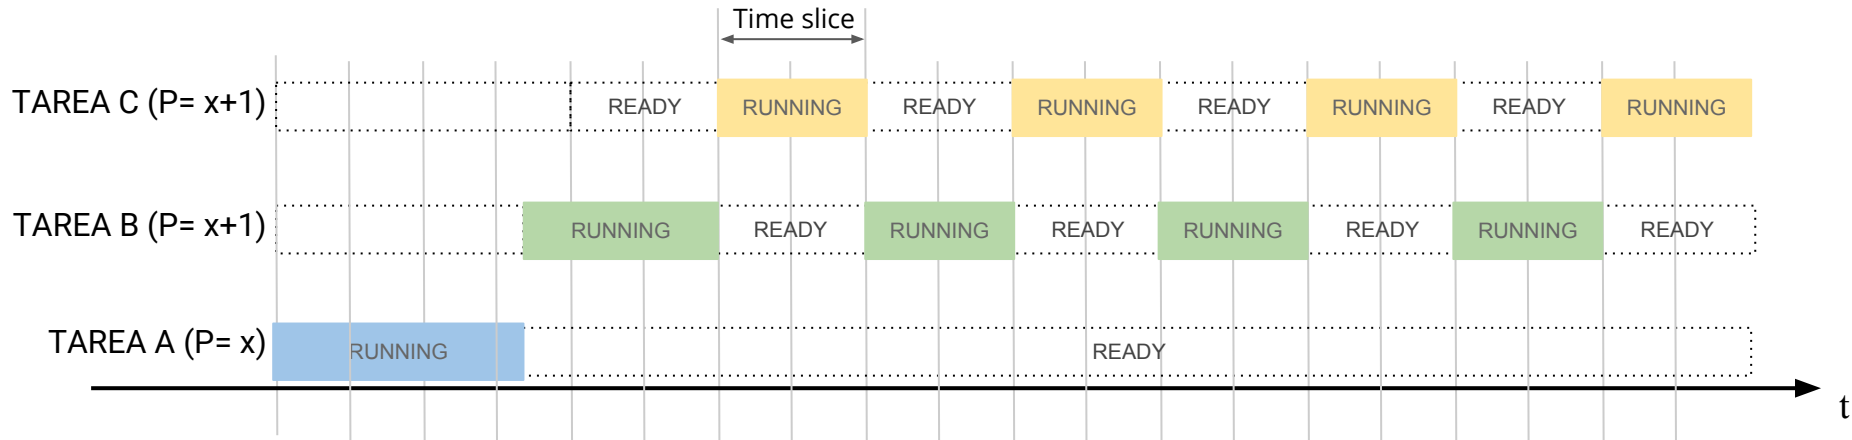 Time slice
TAREA C (P= x+1)
READY
RUNNING
READY
RUNNING
READY
RUNNING
READY
RUNNING
TAREA B (P= x+1)
RUNNING
READY
RUNNING
READY
RUNNING
READY
RUNNING
READY
TAREA A (P= x)
RUNNING
READY
t